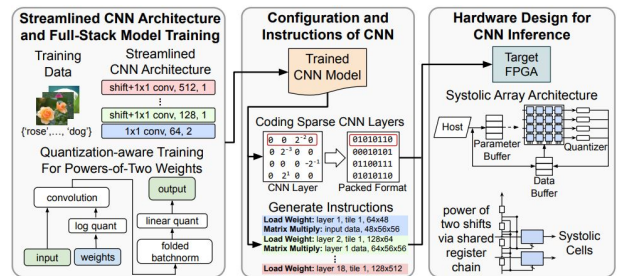 Streamlined CNN Architecture
and Full-Stack Model Training
Training
Data
{'rose',…, 'dog'}
Streamlined
CNN Architecture
shift+1x1 conv, 512, 1
⋮
shift+1x1 conv, 128, 1
1x1 conv, 64, 2
Quantization-aware Training
For Powers-of-Two Weights
convolution
output
log quant
linear quant
input
weights
folded
batchnorm
Configuration and
Instructions of CNN
Trained
CNN Model
Coding Sparse CNN Layers
0 0 2⁻² 0
0 2⁻³ 0 0
0 0 0 -2⁻¹
0 2¹ 0 0
CNN Layer
01010110
00010101
01100111
01010110
Packed Format
Generate Instructions
Load Weight: layer 1, tile 1, 64x48
Matrix Multiply: input data, 48x56x56
Load Weight: layer 2, tile 1, 128x64
Matrix Multiply: layer 1 data, 64x56x56
⋮
Load Weight: layer 18, tile 1, 128x512
Hardware Design for
CNN Inference
Target
FPGA
Systolic Array Architecture
Host
Parameter
Buffer
Quantizer
Data
Buffer
power of
two shifts
via shared
register
chain
Systolic
Cells